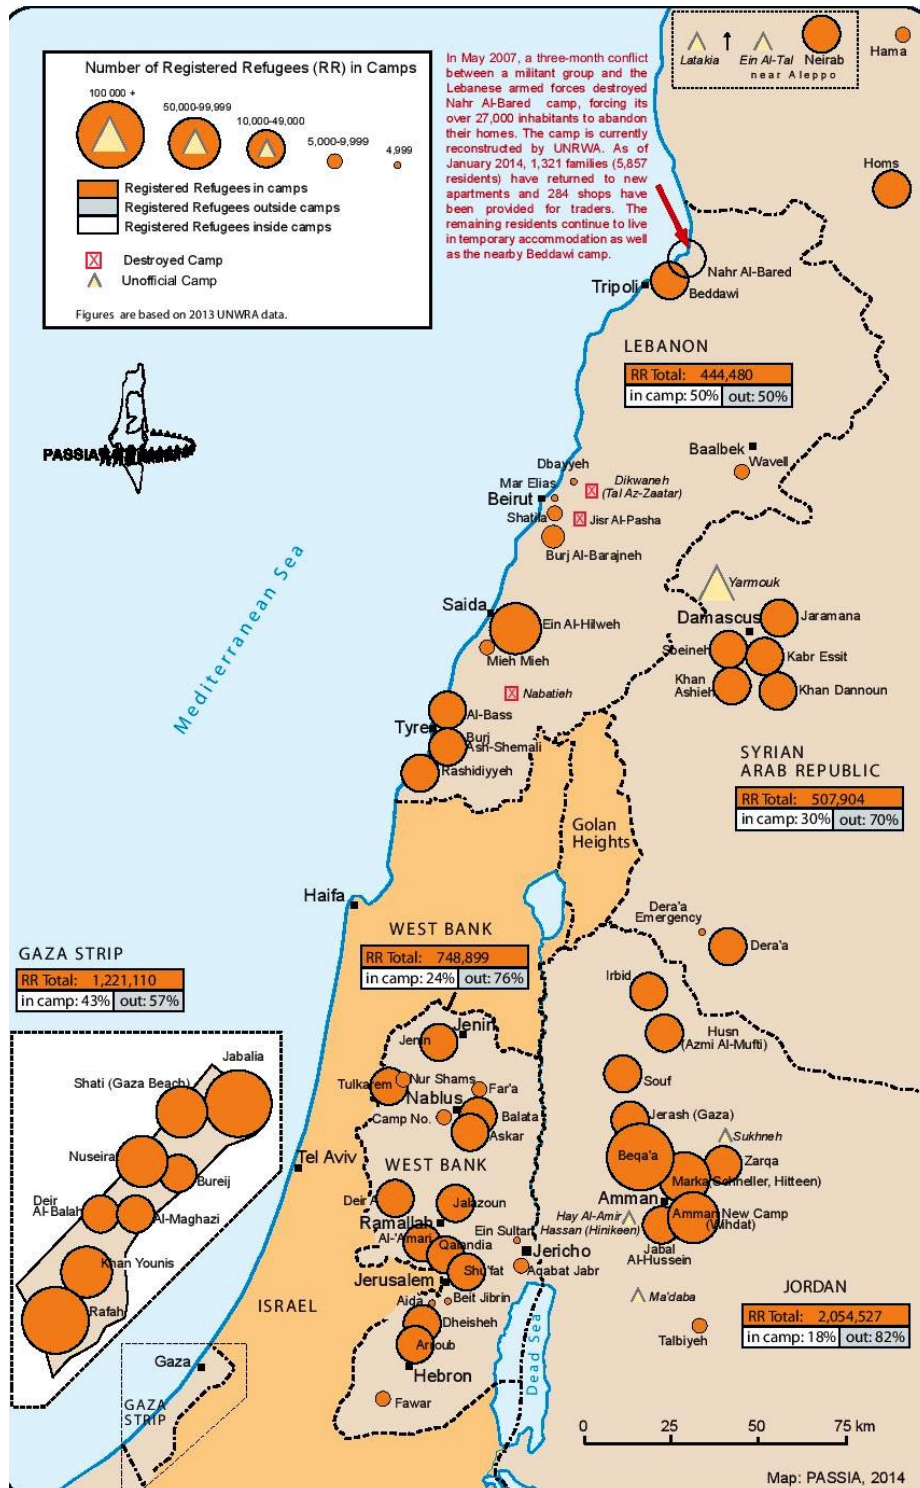 Number of Registered Refugees (RR) in Camps
100 000 +
50,000-99,999
10,000-49,000
5,000-9,999
4,999
Registered Refugees in camps
Registered Refugees outside camps
Registered Refugees inside camps
Destroyed Camp
Unofficial Camp
Figures are based on 2013 UNWRA data.
In May 2007, a three-month conflict
between a militant group and the
Lebanese armed forces destroyed
Nahr Al-Bared camp, forcing its
over 27,000 inhabitants to abandon
their homes. The camp is currently
reconstructed by UNRWA. As of
January 2014, 1,321 families (5,857
residents) have returned to new
apartments and 284 shops have
been provided for traders. The
remaining residents continue to live
in temporary accommodation as well
as the nearby Beddawi camp.
Latakia
Ein Al-Tal
Neirab
near Aleppo
Hama
Homs
Nahr Al-Bared
Tripoli
Beddawi
LEBANON
RR Total: 444,480
in camp: 50% out: 50%
PASSIA
Baalbek
Wavell
Dbayyeh
Mar Elias
Dikwaneh
(Tal Az-Zaatar)
Beirut
Shatila
Jisr Al-Pasha
Burj Al-Barajneh
Mediterranean Sea
Yarmouk
Saida
Ein Al-Hilweh
Mieh Mieh
Damascus
Jaramana
Sbeineh
Kabr Essit
Khan
Ashieh
Khan Dannoun
Nabatieh
Al-Bass
Tyre
Burj
Ash-Shemali
Rashidiyyeh
SYRIAN
ARAB REPUBLIC
RR Total: 507,904
in camp: 30% out: 70%
Golan
Heights
Haifa
Dera'a
Emergency
Dera'a
WEST BANK
RR Total: 748,899
in camp: 24% out: 76%
GAZA STRIP
RR Total: 1,221,110
in camp: 43% out: 57%
Irbid
Husn
(Azmi Al-Mufti)
Jenin
Jenin
Jabalia
Shati (Gaza Beach)
Tulkarem
Nur Shams
Far'a
Nablus
Camp No.
Balata
Askar
Souf
Jerash (Gaza)
Sukhneh
Beqa'a
Zarqa
Marka (Schneller, Hitteen)
Nuseirat
Bureij
Deir
Al-Balah
Al-Maghazi
Khan Younis
Rafah
Tel Aviv
WEST BANK
Deir A
Jalazoun
Ramallah
Al-'Amari
Qalandia
Shu'fat
Ein Sultan
Jericho
Aqabat Jabr
Amman
Amman New Camp
(Wihdat)
Hay Al-Amir
Hassan (Hinikeen)
Jabal
Al-Hussein
Jerusalem
Aida
Beit Jibrin
Dheisheh
Arroub
Hebron
Fawar
ISRAEL
Ma'daba
JORDAN
RR Total: 2,054,527
in camp: 18% out: 82%
Talbiyeh
Dead Sea
Gaza
GAZA
STRIP
0 25 50 75 km
Map: PASSIA, 2014